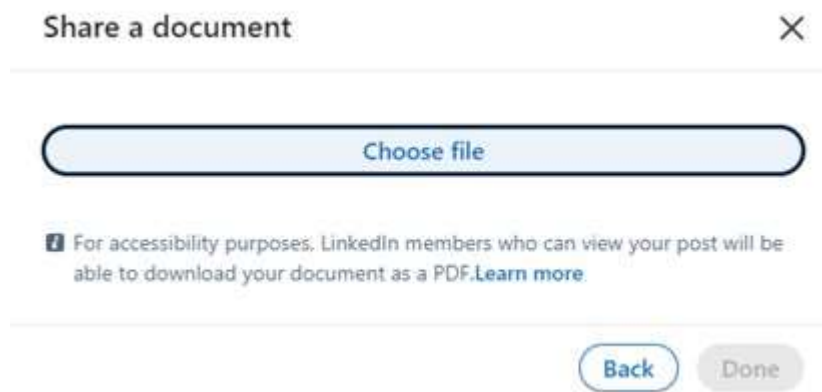 Share a document
Choose file
For accessibility purposes, LinkedIn members who can view your post will be
able to download your document as a PDF.Learn more
Back
Done